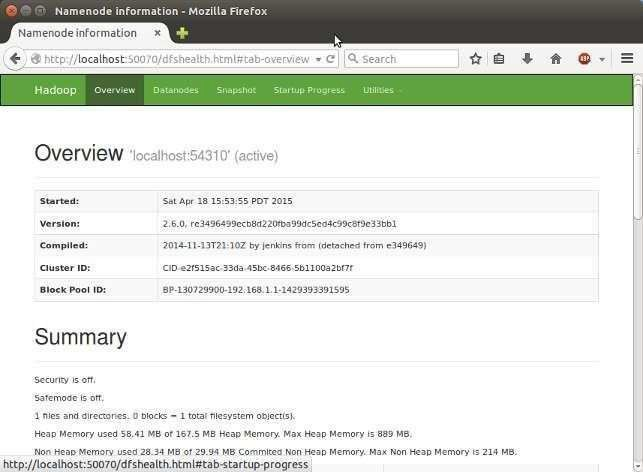 Namenode information - Mozilla Firefox
Namenode information
http://localhost:50070/dfshealth.html#tab-overview
Search
Hadoop Overview Datanodes Snapshot Startup Progress Utilities
Overview 'localhost:54310' (active)
Started: Sat Apr 18 15:53:55 PDT 2015
Version: 2.6.0, re3496499ecb8d220fba99dc5ed4c99c8f9e33bb1
Compiled: 2014-11-13T21:10Z by jenkins from (detached from e349649)
Cluster ID: CID-e2f515ac-33da-45bc-8466-5b1100a2bf7f
Block Pool ID: BP-130729900-192.168.1.1-1429393391595
Summary
Security is off.
Safemode is off.
1 files and directories, 0 blocks = 1 total filesystem object(s).
Heap Memory used 58.41 MB of 167.5 MB Heap Memory. Max Heap Memory is 889 MB.
Non Heap Memory used 28.34 MB of 29.94 MB Commited Non Heap Memory. Max Non Heap Memory is 214 MB.
http://localhost:50070/dfshealth.html#tab-startup-progress